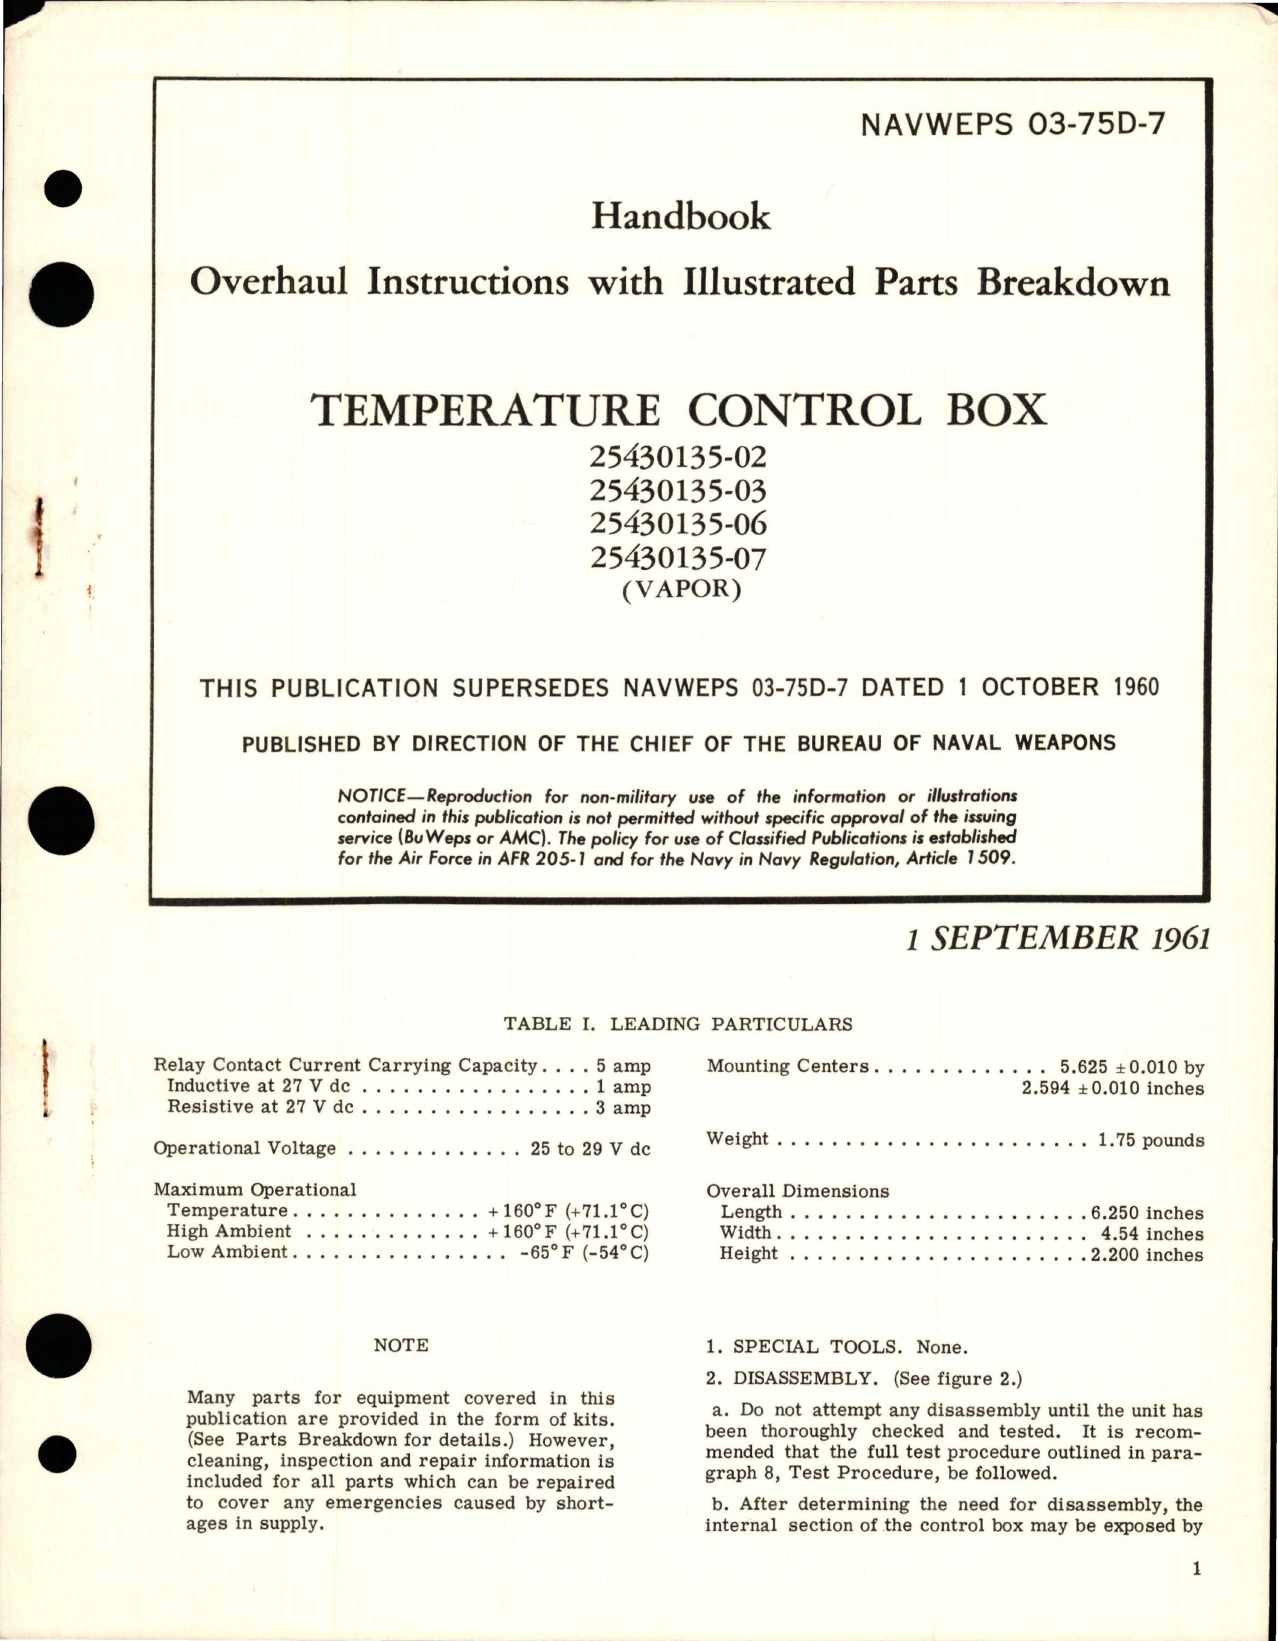 NAVWEPS 03-75D-7
Handbook
Overhaul Instructions with Illustrated Parts Breakdown
TEMPERATURE CONTROL BOX
25430135-02
25430135-03
25430135-06
25430135-07
(VAPOR)
THIS PUBLICATION SUPERSEDES NAVWEPS 03-75D-7 DATED 1 OCTOBER 1960
PUBLISHED BY DIRECTION OF THE CHIEF OF THE BUREAU OF NAVAL WEAPONS
NOTICE—Reproduction for non-military use of the information or illustrations
contained in this publication is not permitted without specific approval of the issuing
service (BuWeps or AMC). The policy for use of Classified Publications is established
for the Air Force in AFR 205-1 and for the Navy in Navy Regulation, Article 1509.
1 SEPTEMBER 1961
TABLE I. LEADING PARTICULARS
Relay Contact Current Carrying Capacity . . . . 5 amp
Inductive at 27 V dc . . . . . . . . . . . . . . . . . 1 amp
Resistive at 27 V dc . . . . . . . . . . . . . . . . . 3 amp
Operational Voltage . . . . . . . . . . . . . 25 to 29 V dc
Maximum Operational
Temperature . . . . . . . . . . . . . . +160°F (+71.1°C)
High Ambient . . . . . . . . . . . . . +160°F (+71.1°C)
Low Ambient . . . . . . . . . . . . . . . . -65°F (-54°C)
Mounting Centers . . . . . . . . . . . . . 5.625 ±0.010 by
2.594 ±0.010 inches
Weight . . . . . . . . . . . . . . . . . . . . . . . 1.75 pounds
Overall Dimensions
Length . . . . . . . . . . . . . . . . . . . . . . 6.250 inches
Width . . . . . . . . . . . . . . . . . . . . . . . 4.54 inches
Height . . . . . . . . . . . . . . . . . . . . . . 2.200 inches
NOTE
Many parts for equipment covered in this
publication are provided in the form of kits.
(See Parts Breakdown for details.) However,
cleaning, inspection and repair information is
included for all parts which can be repaired
to cover any emergencies caused by short-
ages in supply.
1. SPECIAL TOOLS. None.
2. DISASSEMBLY. (See figure 2.)
a. Do not attempt any disassembly until the unit has
been thoroughly checked and tested. It is recom-
mended that the full test procedure outlined in para-
graph 8, Test Procedure, be followed.
b. After determining the need for disassembly, the
internal section of the control box may be exposed by
1